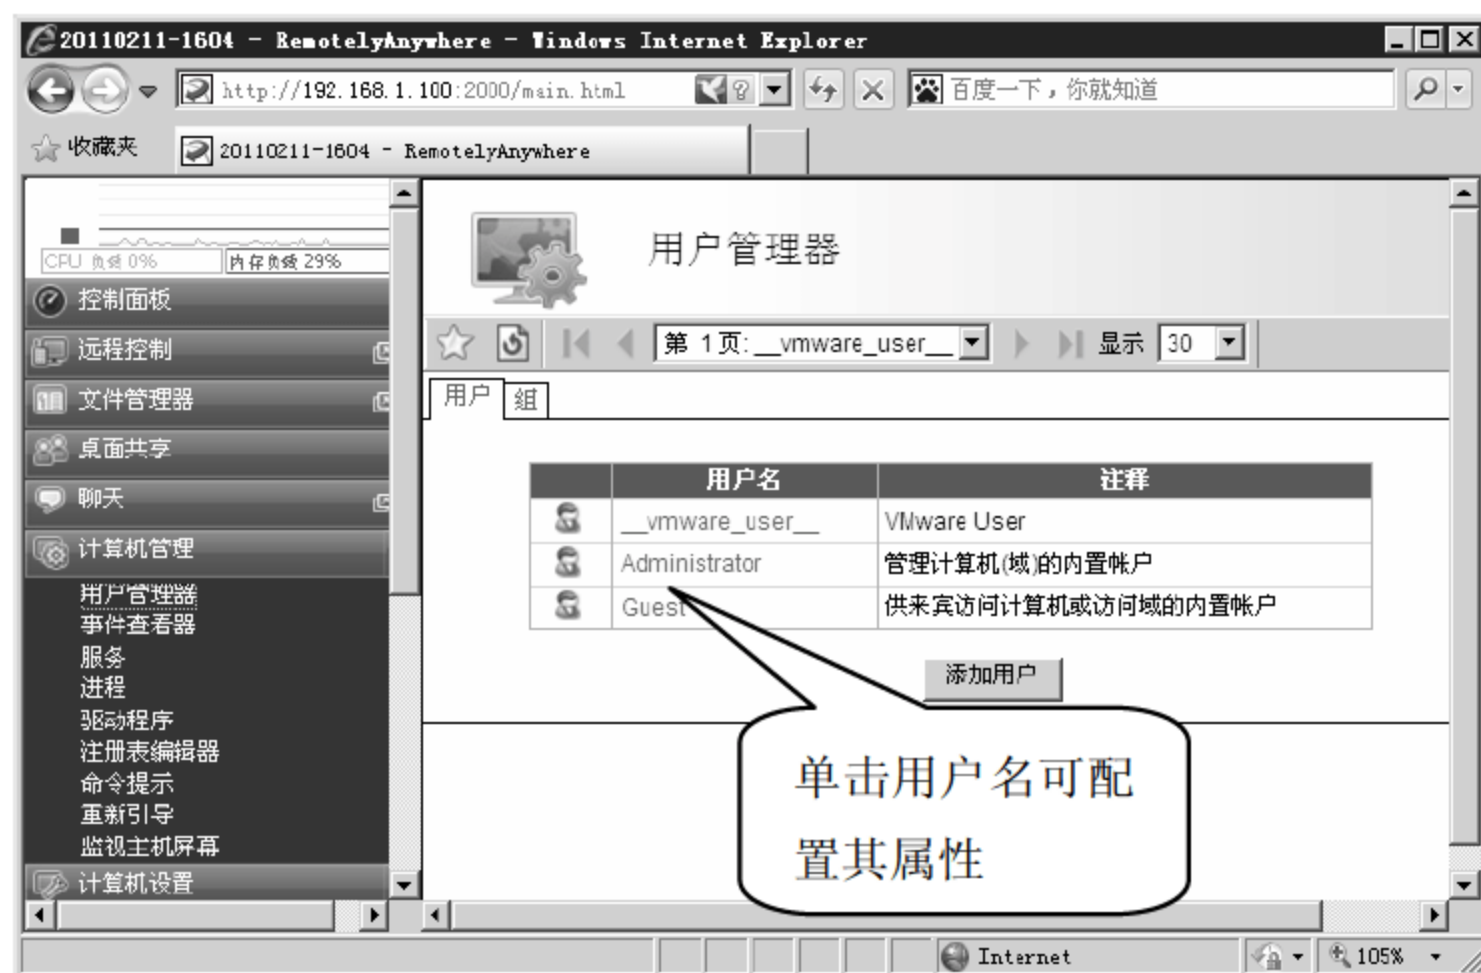 20110211-1604 - RemotelyAnywhere - Windows Internet Explorer
http://192.168.1.100:2000/main.html
百度一下，你就知道
收藏夹
20110211-1604 - RemotelyAnywhere
CPU 负载 0%
内存负载 29%
控制面板
远程控制
文件管理器
桌面共享
聊天
计算机管理
用户管理器
事件查看器
服务
进程
驱动程序
注册表编辑器
命令提示
重新引导
监视主机屏幕
计算机设置
用户管理器
第 1页:__vmware_user__
显示 30
用户 组
用户名 注释
__vmware_user__ VMware User
Administrator 管理计算机(域)的内置帐户
Guest 供来宾访问计算机或访问域的内置帐户
添加用户
单击用户名可配
置其属性
Internet
105%